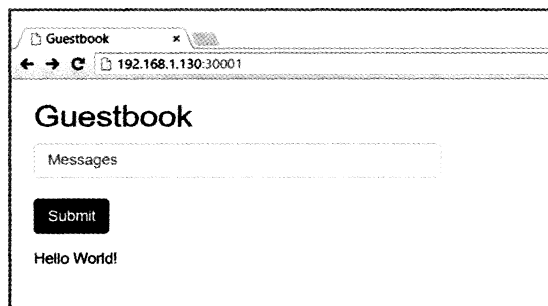 Guestbook ×
192.168.1.130:30001
Guestbook
Messages
Submit
Hello World!